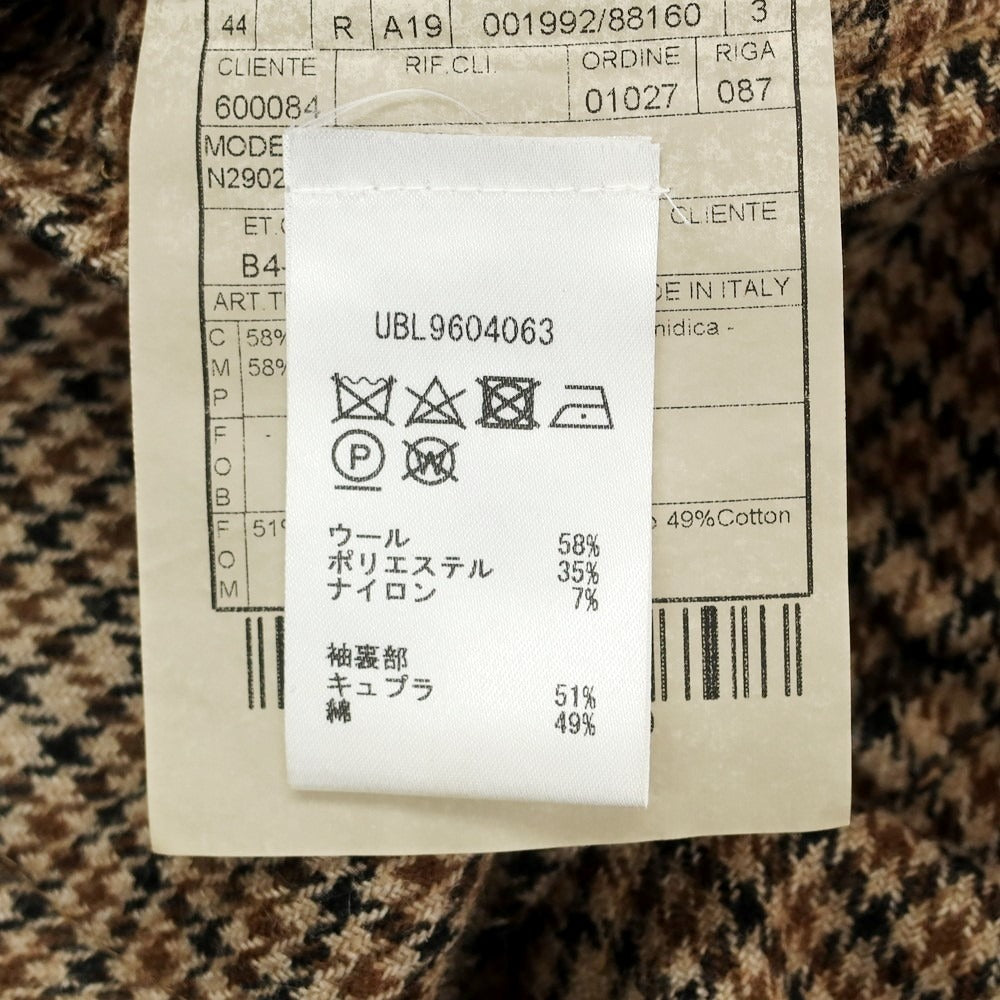 44 R A19 001992/88160 3
CLIENTE RIF.CLI. ORDINE RIGA
600084 01027 087
MODE
N2902
ET. CLIENTE
B4-
ART. IN ITALY
C 58%
M 58%
P
F -
O
B
F 51 49%Cotton
O
M
UBL9604063
P
W
ウール 58%
ポリエステル 35%
ナイロン 7%
袖裏部
キュプラ 51%
綿 49%